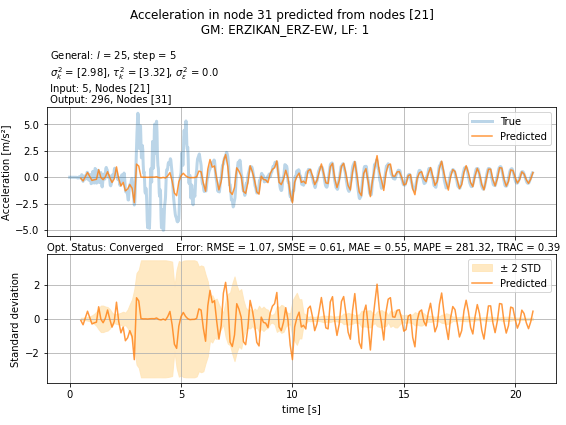 Acceleration in node 31 predicted from nodes [21]
GM: ERZIKAN_ERZ-EW, LF: 1
General: l = 25, step = 5
σ²ₖ = [2.98], τ²ₖ = [3.32], σ²ε = 0.0
Input: 5, Nodes [21]
Output: 296, Nodes [31]
Acceleration [m/s²]
5.0
2.5
0.0
−2.5
−5.0
True
Predicted
Opt. Status: Converged Error: RMSE = 1.07, SMSE = 0.61, MAE = 0.55, MAPE = 281.32, TRAC = 0.39
Standard deviation
2
0
−2
± 2 STD
Predicted
0 5 10 15 20
time [s]